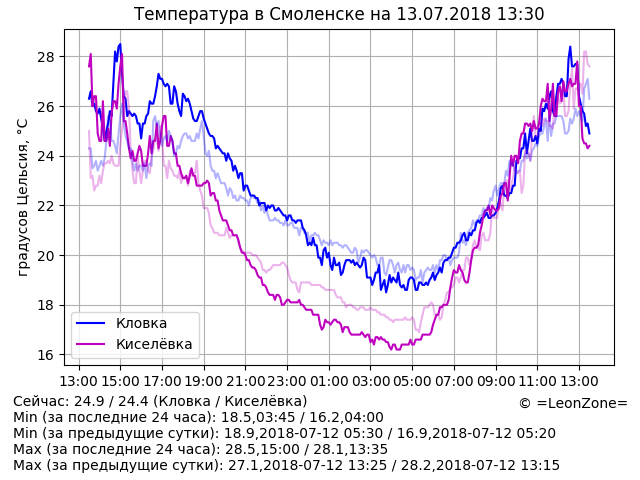 Температура в Смоленске на 13.07.2018 13:30
градусов Цельсия, °C
28
26
24
22
20
18
16
Кловка
Киселёвка
13:00 15:00 17:00 19:00 21:00 23:00 01:00 03:00 05:00 07:00 09:00 11:00 13:00
Сейчас: 24.9 / 24.4 (Кловка / Киселёвка)
© =LeonZone=
Min (за последние 24 часа): 18.5,03:45 / 16.2,04:00
Min (за предыдущие сутки): 18.9,2018-07-12 05:30 / 16.9,2018-07-12 05:20
Max (за последние 24 часа): 28.5,15:00 / 28.1,13:35
Max (за предыдущие сутки): 27.1,2018-07-12 13:25 / 28.2,2018-07-12 13:15